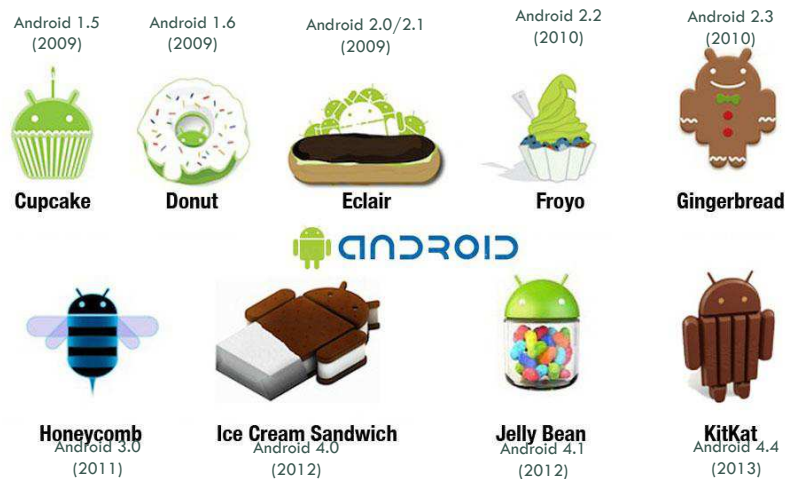 Android 1.5
(2009)
Android 1.6
(2009)
Android 2.0/2.1
(2009)
Android 2.2
(2010)
Android 2.3
(2010)
Cupcake
Donut
Eclair
Froyo
Gingerbread
ANDROID
Honeycomb
Android 3.0
(2011)
Ice Cream Sandwich
Android 4.0
(2012)
Jelly Bean
Android 4.1
(2012)
KitKat
Android 4.4
(2013)